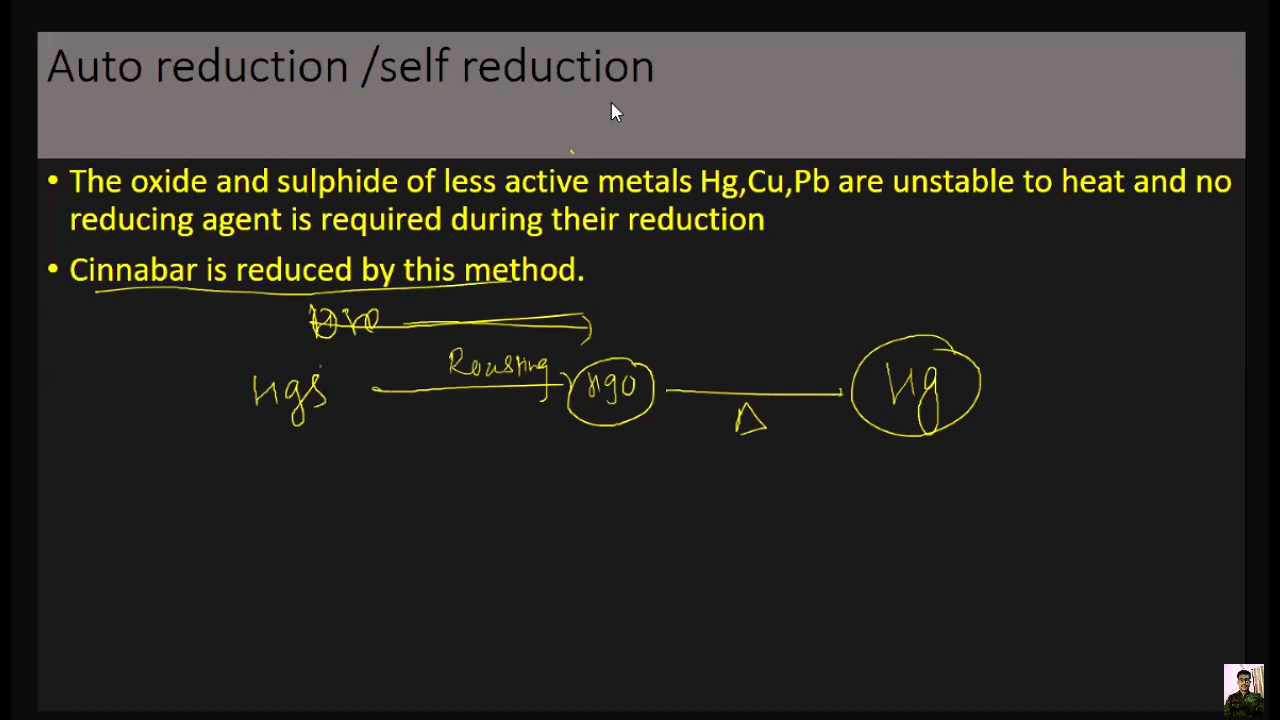 Auto reduction /self reduction
• The oxide and sulphide of less active metals Hg,Cu,Pb are unstable to heat and no
reducing agent is required during their reduction
• Cinnabar is reduced by this method.
HgS Roasting HgO Δ Hg